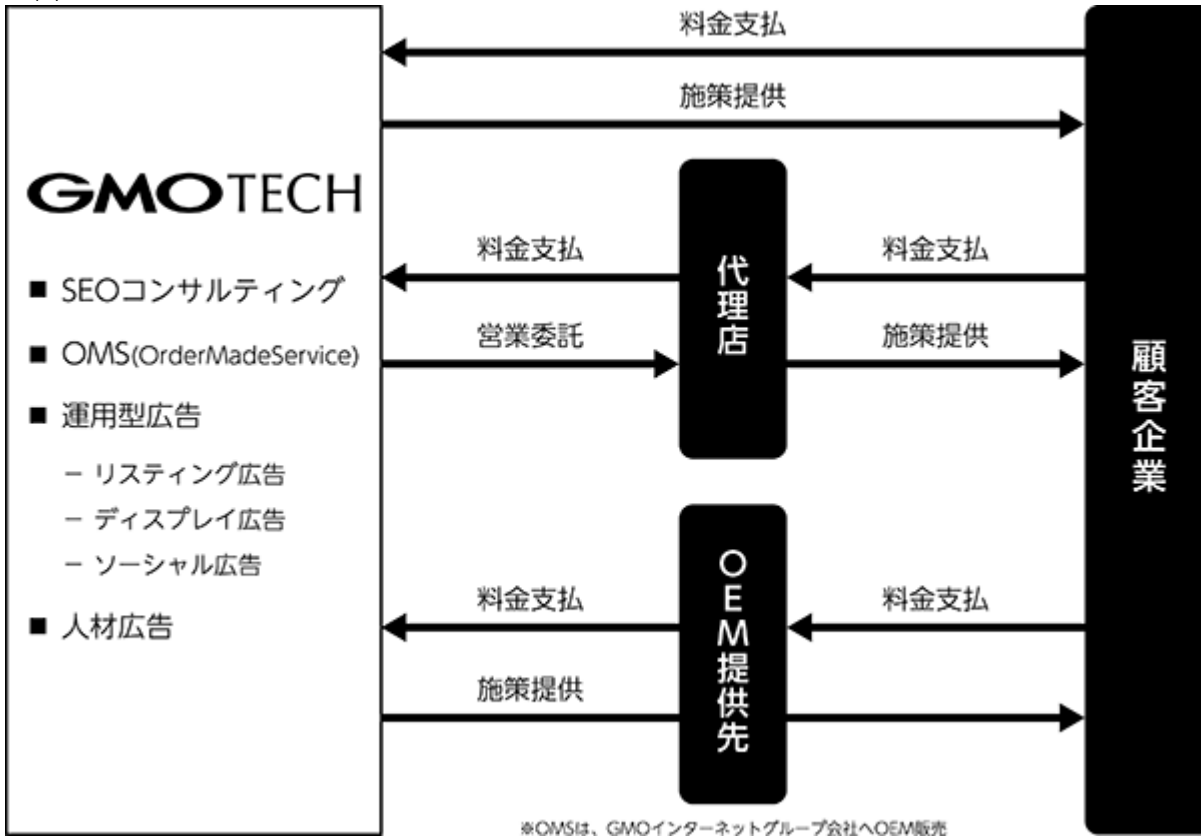 料金支払
施策提供
GMOTECH
■ SEOコンサルティング
■ OMS(OrderMadeService)
■ 運用型広告
− リスティング広告
− ディスプレイ広告
− ソーシャル広告
■ 人材広告
料金支払
営業委託
代理店
料金支払
施策提供
料金支払
施策提供
OEM提供先
料金支払
顧客企業
※OMSは、GMOインターネットグループ会社へOEM販売